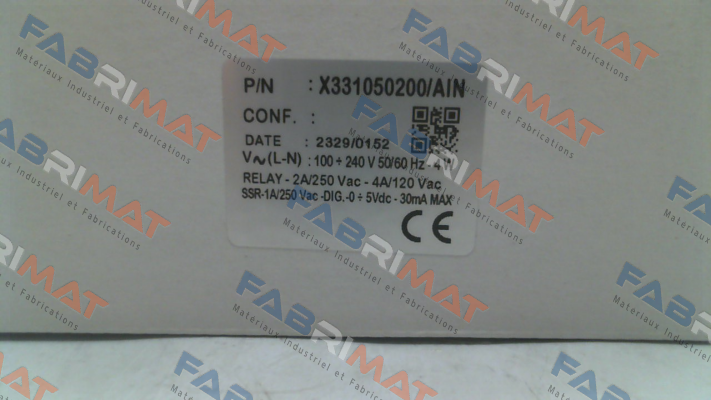 P/N : X331050200/AIN
CONF. :
DATE : 2329/0152
V~(L-N) : 100 ÷ 240 V 50/60 Hz - 4W
RELAY - 2A/250 Vac - 4A/120 Vac
SSR-1A/250 Vac -DIG.-0 ÷ 5Vdc - 30mA MAX
CE
FABRIMAT
Materiaux Industriel et Fabrications